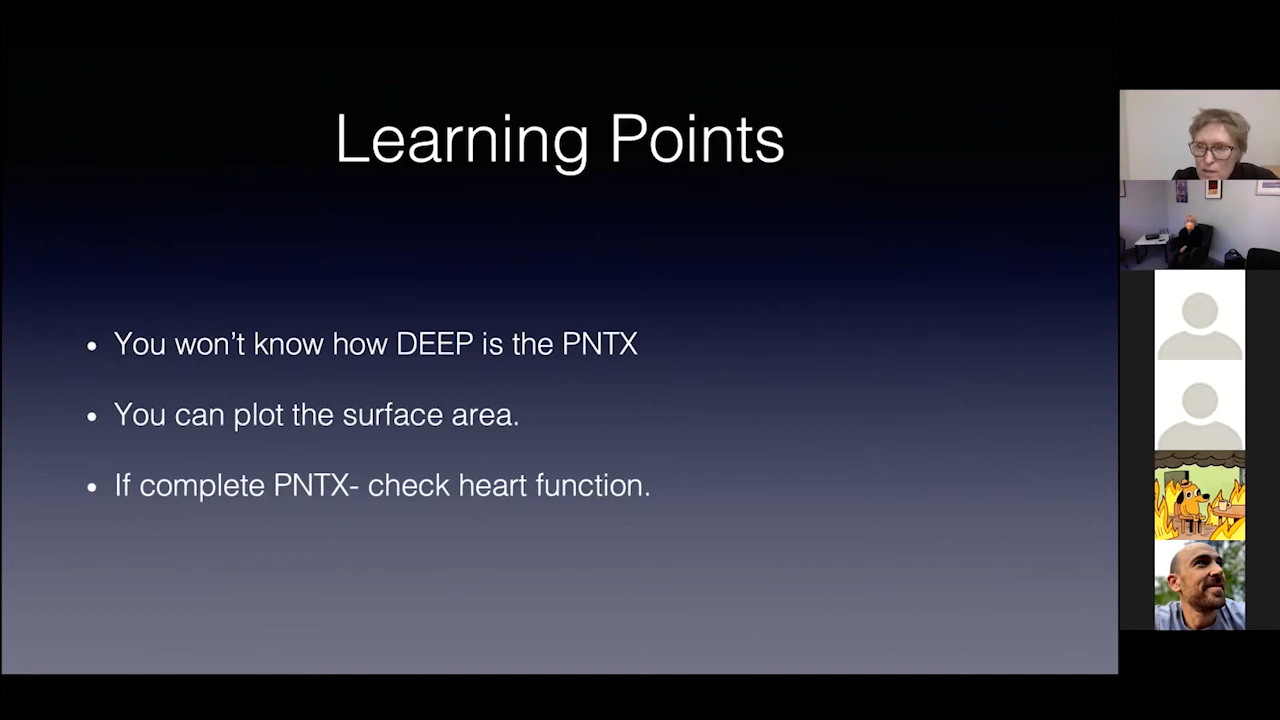 Learning Points
• You won't know how DEEP is the PNTX
• You can plot the surface area.
• If complete PNTX- check heart function.